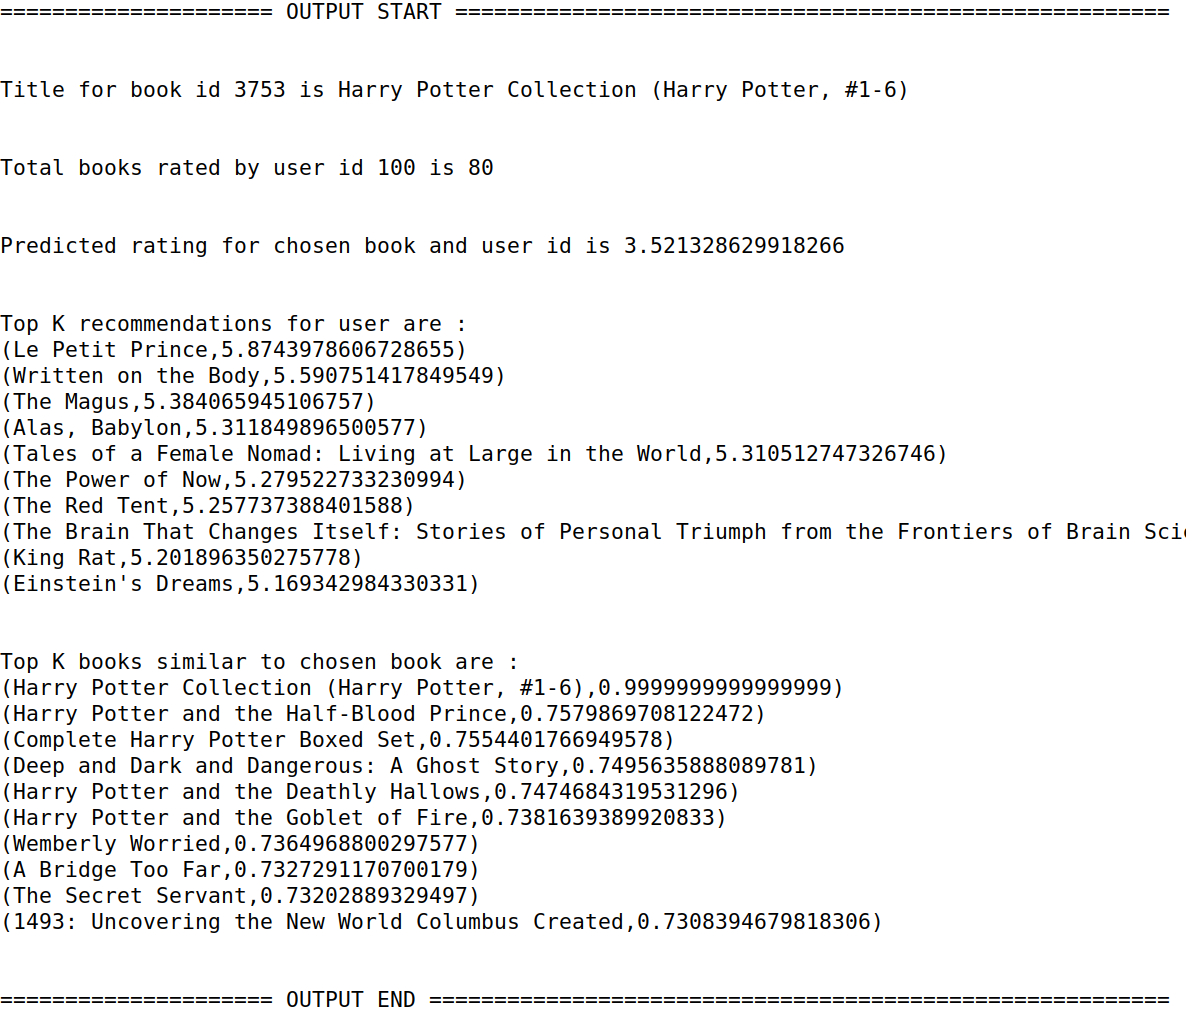 ===================== OUTPUT START =======================================================
Title for book id 3753 is Harry Potter Collection (Harry Potter, #1-6)
Total books rated by user id 100 is 80
Predicted rating for chosen book and user id is 3.521328629918266
Top K recommendations for user are :
(Le Petit Prince,5.8743978606728655)
(Written on the Body,5.590751417849549)
(The Magus,5.384065945106757)
(Alas, Babylon,5.311849896500577)
(Tales of a Female Nomad: Living at Large in the World,5.310512747326746)
(The Power of Now,5.279522733230994)
(The Red Tent,5.257737388401588)
(The Brain That Changes Itself: Stories of Personal Triumph from the Frontiers of Brain
(King Rat,5.201896350275778)
(Einstein's Dreams,5.169342984330331)
Top K books similar to chosen book are :
(Harry Potter Collection (Harry Potter, #1-6),0.9999999999999999)
(Harry Potter and the Half-Blood Prince,0.7579869708122472)
(Complete Harry Potter Boxed Set,0.7554401766949578)
(Deep and Dark and Dangerous: A Ghost Story,0.7495635888089781)
(Harry Potter and the Deathly Hallows,0.7474684319531296)
(Harry Potter and the Goblet of Fire,0.7381639389920833)
(Wemberly Worried,0.7364968800297577)
(A Bridge Too Far,0.7327291170700179)
(The Secret Servant,0.73202889329497)
(1493: Uncovering the New World Columbus Created,0.7308394679818306)
===================== OUTPUT END =========================================================